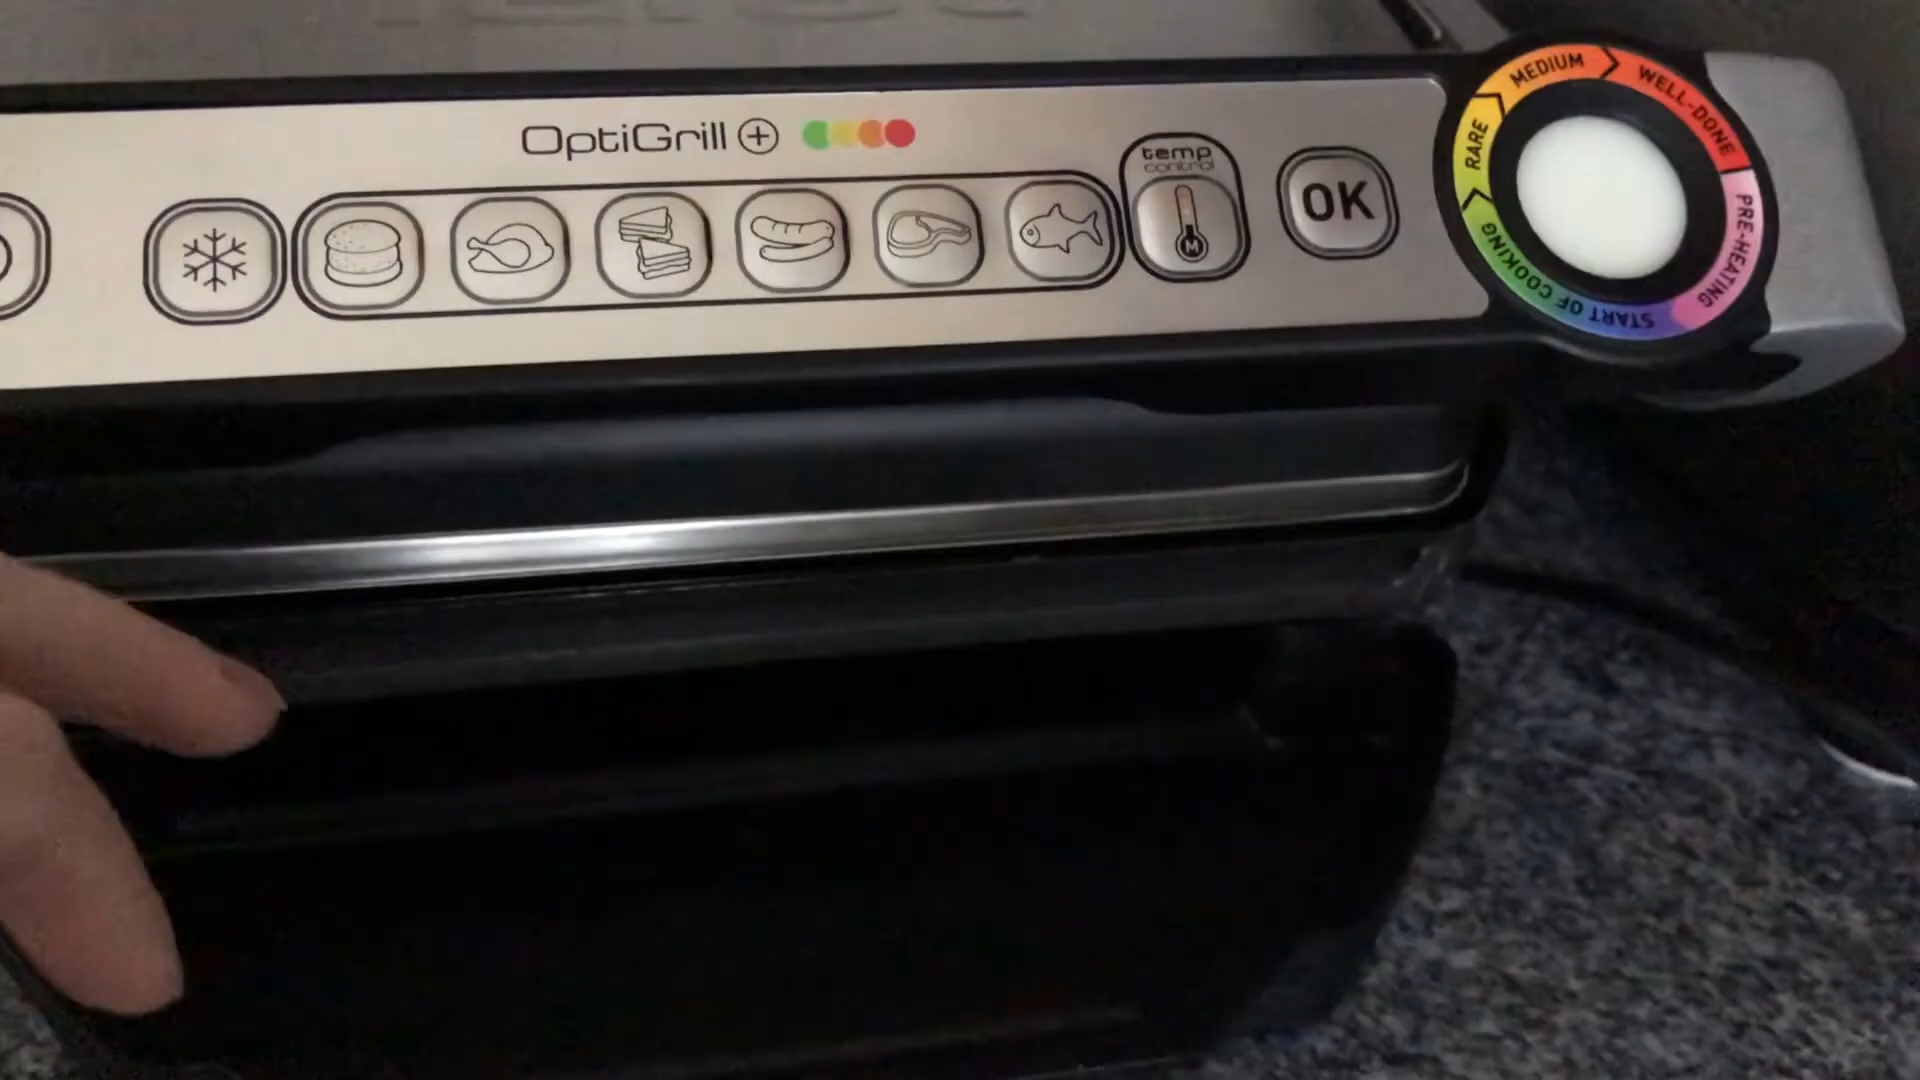 OptiGrill +
temp
control
M
OK
RARE
MEDIUM
WELL-DONE
PRE-HEATING
START OF COOKING